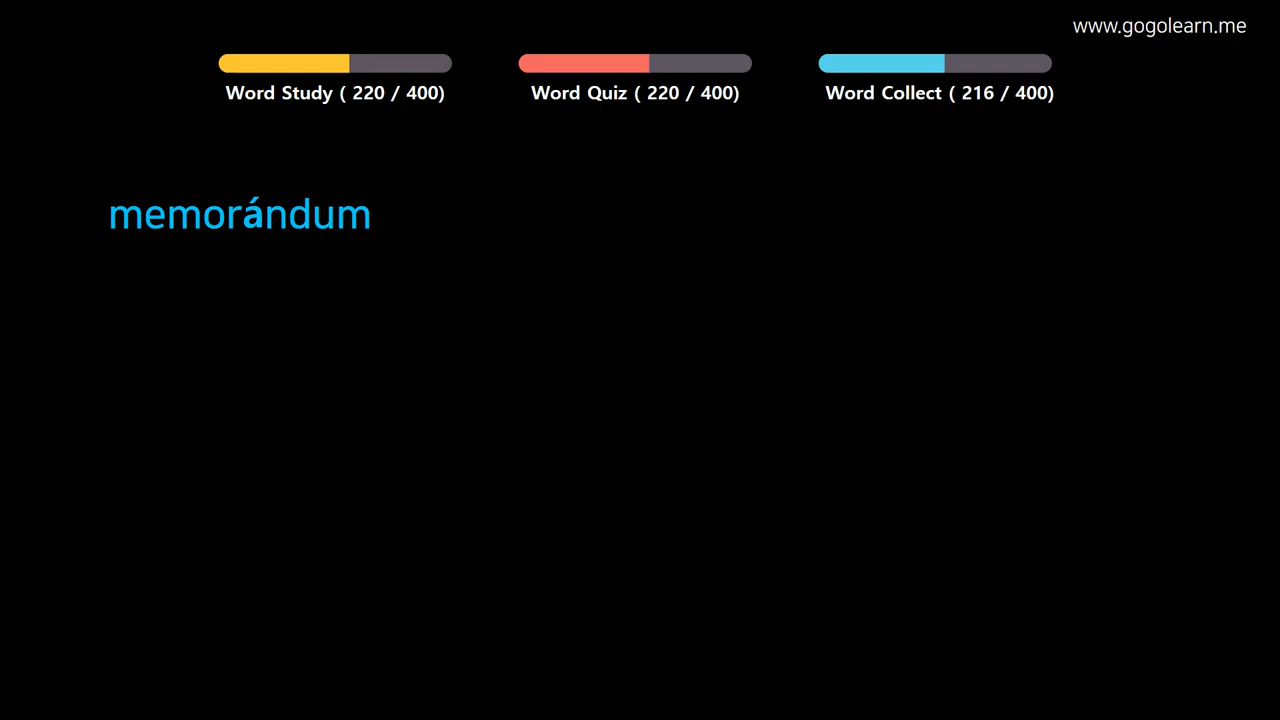 www.gogolearn.me
Word Study ( 220 / 400)
Word Quiz ( 220 / 400)
Word Collect ( 216 / 400)
memorándum